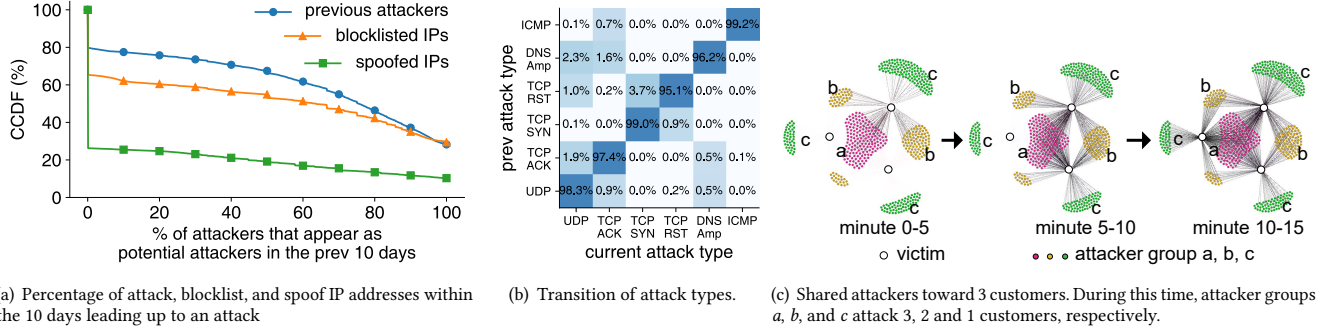 100
80
60
40
20
0
CCDF (%)
previous attackers
blocklisted IPs
spoofed IPs
0 20 40 60 80 100
% of attackers that appear as
potential attackers in the prev 10 days
(a) Percentage of attack, blocklist, and spoof IP addresses within
the 10 days leading up to an attack
prev attack type
ICMP 0.1% 0.7% 0.0% 0.0% 0.0% 99.2%
DNS
Amp 2.3% 1.6% 0.0% 0.0% 96.2% 0.0%
TCP
RST 1.0% 0.2% 3.7% 95.1% 0.0% 0.0%
TCP
SYN 0.1% 0.0% 99.0% 0.9% 0.0% 0.0%
TCP
ACK 1.9% 97.4% 0.0% 0.0% 0.5% 0.1%
UDP 98.3% 0.9% 0.0% 0.2% 0.5% 0.0%
UDP TCP TCP TCP DNS ICMP
ACK SYN RST Amp
current attack type
(b) Transition of attack types.
c
b
c
a
b
c
minute 0-5
c
b
c
a
b
c
minute 5-10
c
b
c
a
b
c
minute 10-15
victim
attacker group a, b, c
(c) Shared attackers toward 3 customers. During this time, attacker groups
a, b, and c attack 3, 2 and 1 customers, respectively.